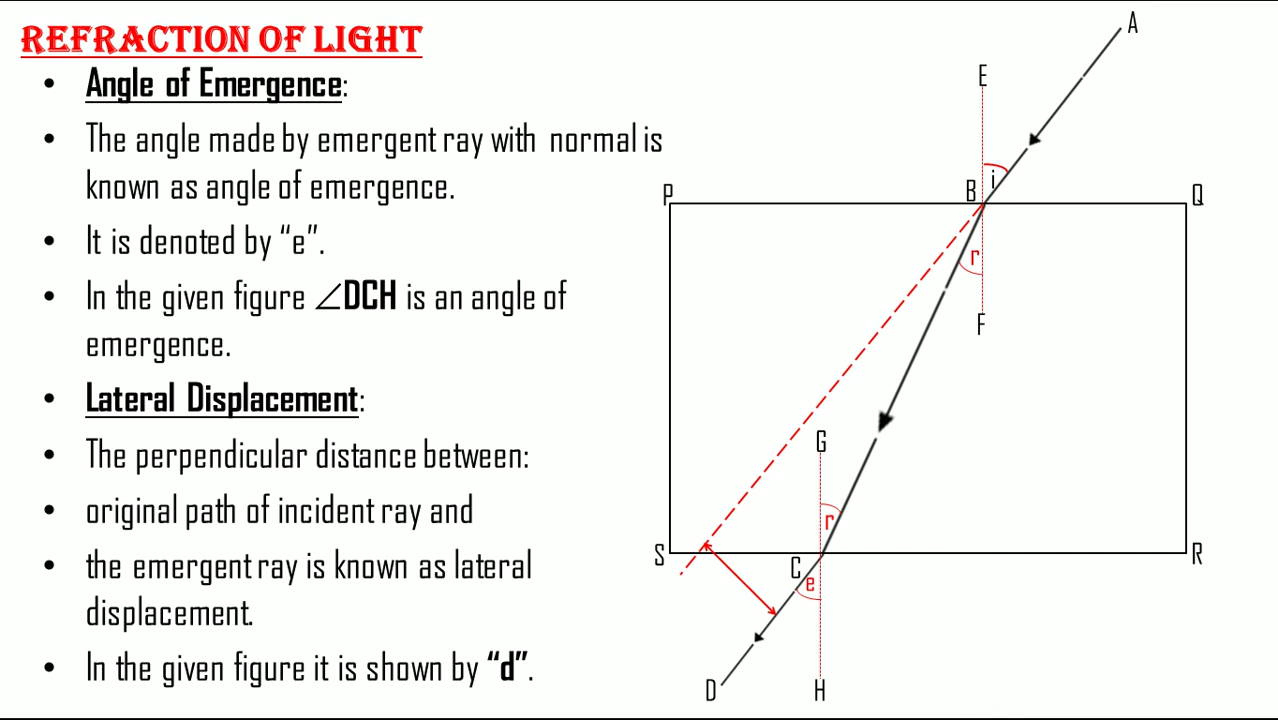 REFRACTION OF LIGHT
• Angle of Emergence:
• The angle made by emergent ray with normal is
known as angle of emergence.
• It is denoted by “e”.
• In the given figure ∠DCH is an angle of
emergence.
• Lateral Displacement:
• The perpendicular distance between:
• original path of incident ray and
• the emergent ray is known as lateral
displacement.
• In the given figure it is shown by “d”.
A
E
i
P
B
Q
r
F
G
r
S
C
R
e
D
H